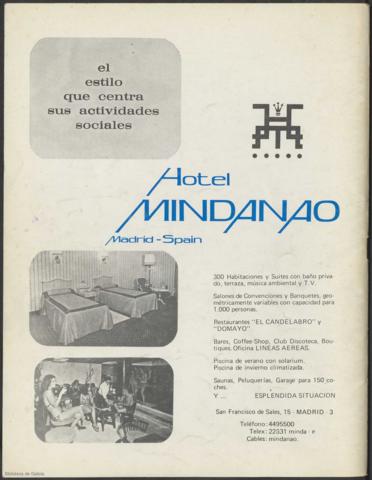 el
estilo
que centra
sus actividades
sociales
Hotel
MINDANAO
Madrid-Spain
300 Habitaciones y Suites con baño priva-
do, terraza, música ambiental y T.V.
Salones de Convenciones y Banquetes, geo-
métricamente variables con capacidad para
1.000 personas.
Restaurantes "EL CANDELABRO" y
"DOMAYO"
Bares, Coffee-Shop, Club Discoteca, Bou-
tiques, Oficina LINEAS AEREAS.
Piscina de verano con solarium.
Piscina de invierno climatizada.
Saunas, Peluquerías, Garage para 150 co-
ches.
Y ... ESPLENDIDA SITUACION
San Francisco de Sales, 15 - MADRID - 3
Teléfono: 4495500
Telex: 22531 minda - e
Cables: mindanao.
Biblioteca de Galicia